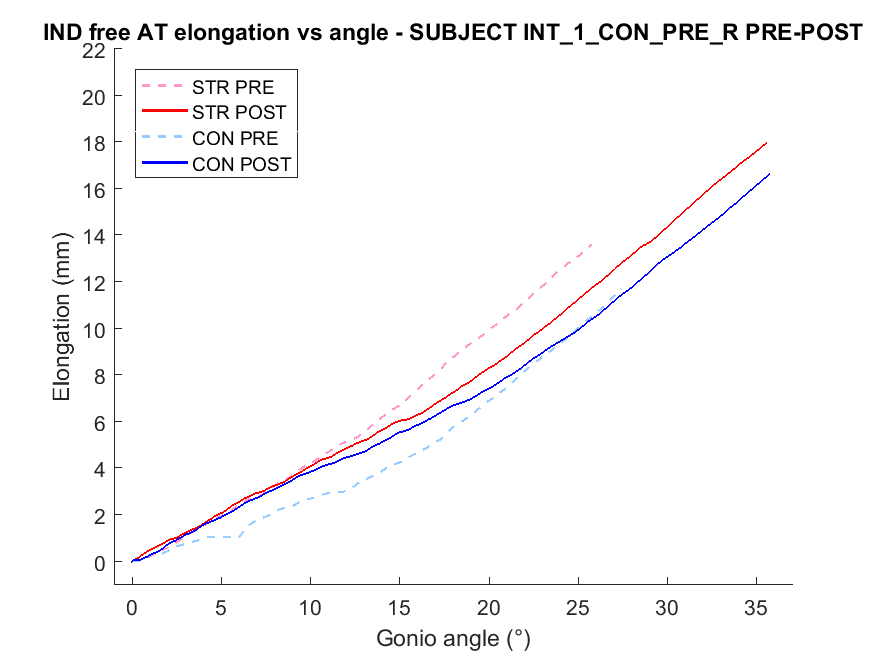 IND free AT elongation vs angle - SUBJECT INT_1_CON_PRE_R PRE-POST
22
20
18
16
14
12
10
8
6
4
2
0
Elongation (mm)
STR PRE
STR POST
CON PRE
CON POST
0 5 10 15 20 25 30 35
Gonio angle (°)